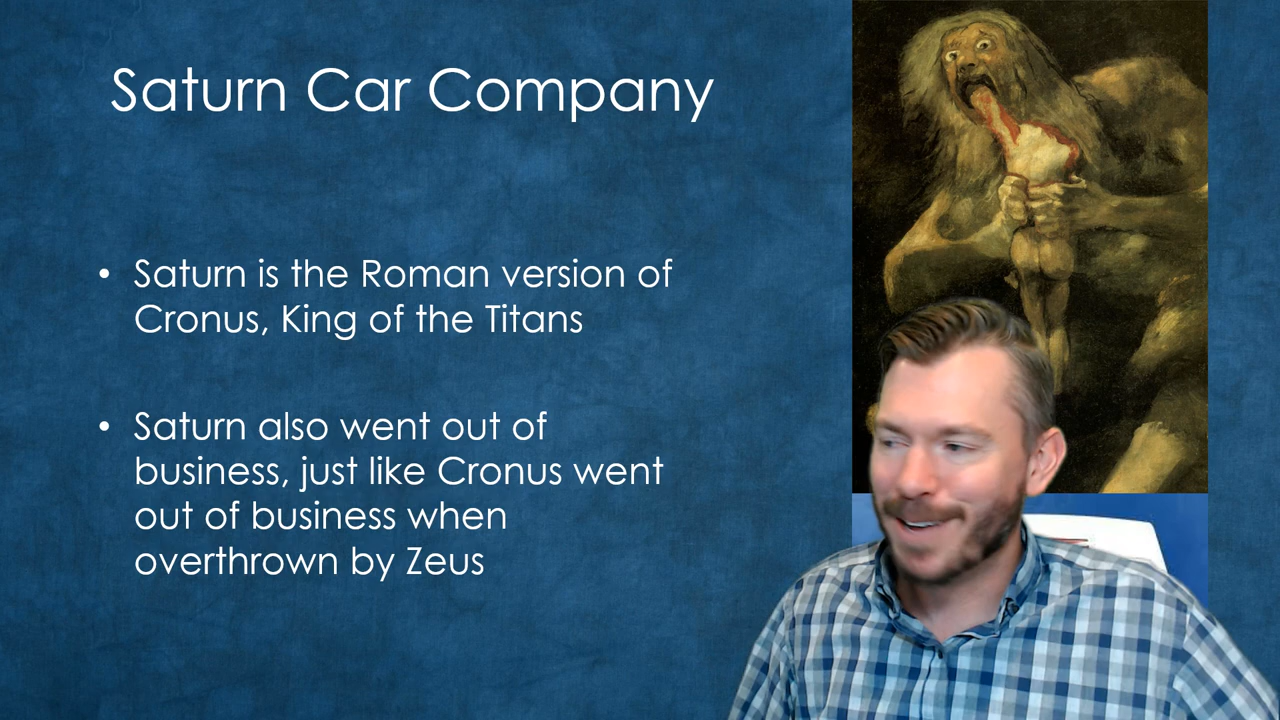 Saturn Car Company
• Saturn is the Roman version of
Cronus, King of the Titans
• Saturn also went out of
business, just like Cronus went
out of business when
overthrown by Zeus